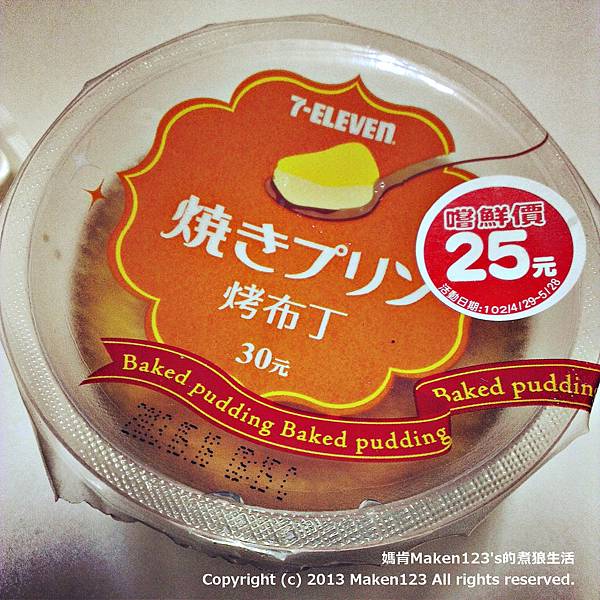 7-ELEVEN
焼きプリン
烤布丁
30元
嚐鮮價
25元
活動日期:102/4/29~5/28
Baked pudding Baked pudding
Baked pudding
媽肯Maken123's的煮狼生活
Copyright (c) 2013 Maken123 All rights reserved.